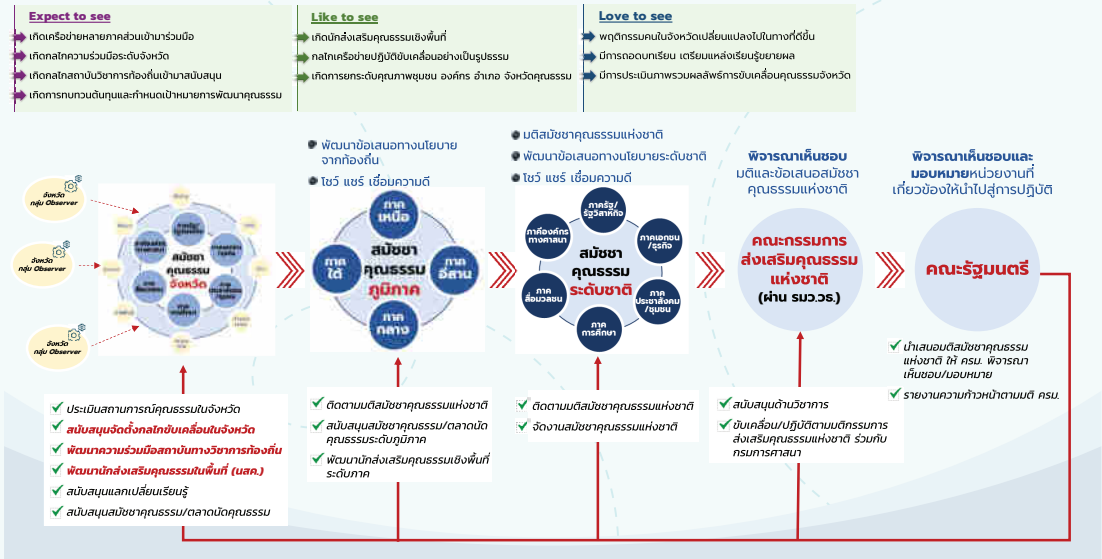 Expect to see
เกิดเครือข่ายหลายภาคส่วนเข้ามาร่วมมือ
เกิดกลไกความร่วมมือระดับจังหวัด
เกิดกลไกสถาบันวิชาการท้องถิ่นเข้ามาสนับสนุน
เกิดการทบทวนต้นทุนและกำหนดเป้าหมายการพัฒนาคุณธรรม
Like to see
เกิดนักส่งเสริมคุณธรรมเชิงพื้นที่
กลไกเครือข่ายปฏิบัติขับเคลื่อนอย่างเป็นรูปธรรม
เกิดการยกระดับคุณภาพชุมชน องค์กร อำเภอ จังหวัดคุณธรรม
Love to see
พฤติกรรมคนในจังหวัดเปลี่ยนแปลงไปในทางที่ดีขึ้น
มีการถอดบทเรียน เตรียมแหล่งเรียนรู้ขยายผล
มีการประเมินภาพรวมผลลัพธ์การขับเคลื่อนคุณธรรมจังหวัด
จังหวัด
กลุ่ม Observer
จังหวัด
กลุ่ม Observer
จังหวัด
กลุ่ม Observer
ภาครัฐ/
สมัชชา
คุณธรรม
จังหวัด
พัฒนาข้อเสนอทางนโยบาย
จากท้องถิ่น
โชว์ แชร์ เชื่อมความดี
ภาค
เหนือ
ภาค
ใต้
สมัชชา
คุณธรรม
ภูมิภาค
ภาค
อีสาน
ภาค
กลาง
มติสมัชชาคุณธรรมแห่งชาติ
พัฒนาข้อเสนอทางนโยบายระดับชาติ
โชว์ แชร์ เชื่อมความดี
ภาครัฐ/
รัฐวิสาหกิจ
ภาคองค์กร
ทางศาสนา
ภาคเอกชน
/ธุรกิจ
สมัชชา
คุณธรรม
ระดับชาติ
ภาค
สื่อมวลชน
ภาค
ประชาสังคม
/ชุมชน
ภาค
การศึกษา
พิจารณาเห็นชอบ
มติและข้อเสนอสมัชชา
คุณธรรมแห่งชาติ
คณะกรรมการ
ส่งเสริมคุณธรรม
แห่งชาติ
(ผ่าน รมว.วธ.)
พิจารณาเห็นชอบและ
มอบหมายหน่วยงานที่
เกี่ยวข้องให้นำไปสู่การปฏิบัติ
คณะรัฐมนตรี
ประเมินสถานการณ์คุณธรรมในจังหวัด
สนับสนุนจัดตั้งกลไกขับเคลื่อนในจังหวัด
พัฒนาความร่วมมือสถาบันทางวิชาการท้องถิ่น
พัฒนานักส่งเสริมคุณธรรมในพื้นที่ (นสค.)
สนับสนุนแลกเปลี่ยนเรียนรู้
สนับสนุนสมัชชาคุณธรรม/ตลาดนัดคุณธรรม
ติดตามมติสมัชชาคุณธรรมแห่งชาติ
สนับสนุนสมัชชาคุณธรรม/ตลาดนัด
คุณธรรมระดับภูมิภาค
พัฒนานักส่งเสริมคุณธรรมเชิงพื้นที่
ระดับภาค
ติดตามมติสมัชชาคุณธรรมแห่งชาติ
จัดงานสมัชชาคุณธรรมแห่งชาติ
สนับสนุนด้านวิชาการ
ขับเคลื่อน/ปฏิบัติตามมติกรรมการ
ส่งเสริมคุณธรรมแห่งชาติ ร่วมกับ
กรมการศาสนา
นำเสนอมติสมัชชาคุณธรรม
แห่งชาติ ให้ ครม. พิจารณา
เห็นชอบ/มอบหมาย
รายงานความก้าวหน้าตามมติ ครม.